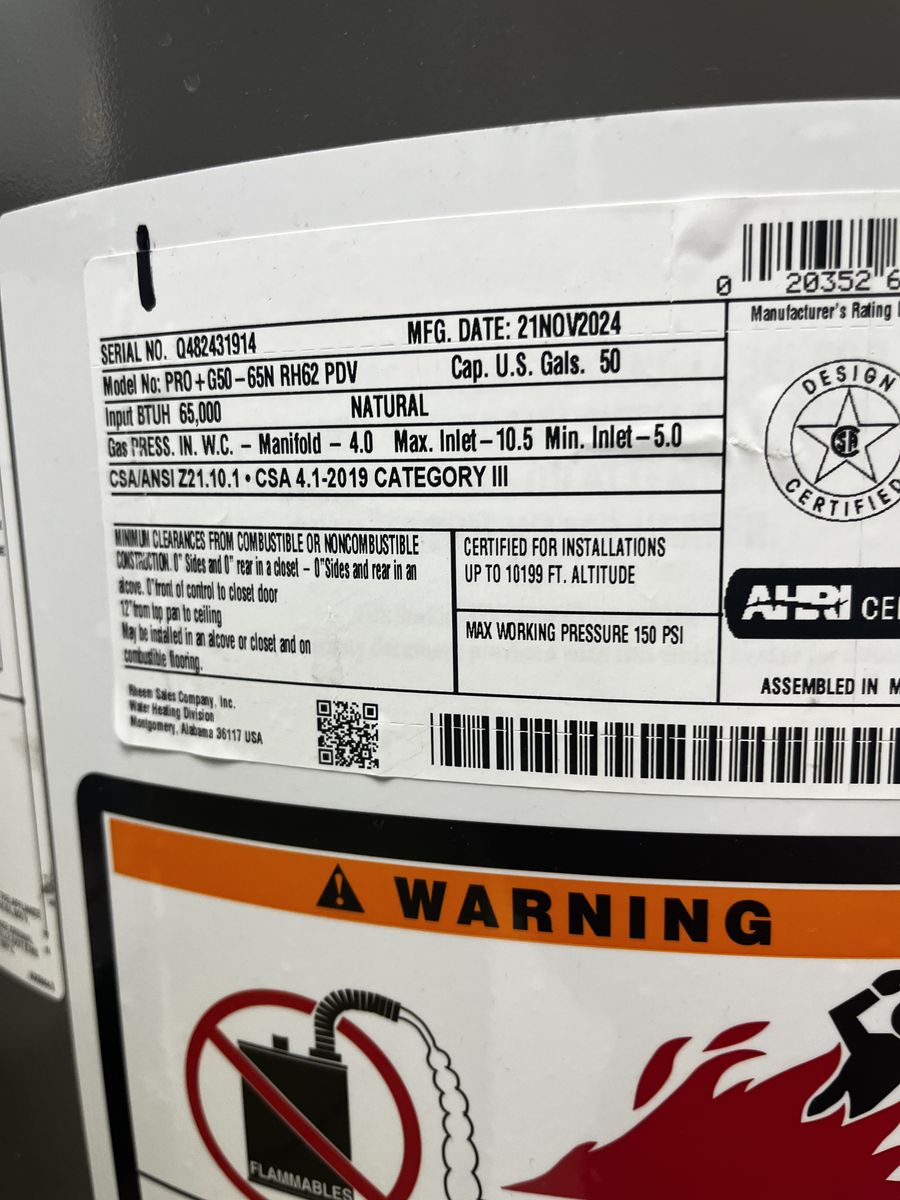 0 20352 6
SERIAL NO. Q482431914 MFG. DATE: 21NOV2024
Manufacturer's Rating
Model No: PRO+G50-65N RH62 PDV Cap. U.S. Gals. 50
Input BTUH 65,000 NATURAL
Gas PRESS. IN. W.C. - Manifold - 4.0 Max. Inlet-10.5 Min. Inlet-5.0
CSA/ANSI Z21.10.1 • CSA 4.1-2019 CATEGORY III
DESIGN
CERTIFIED
MINIMUM CLEARANCES FROM COMBUSTIBLE OR NONCOMBUSTIBLE
CONSTRUCTION. 0" Sides and 0" rear in a closet - 0"Sides and rear in an
alcove. 0"front of control to closet door
12"from top pan to ceiling
May be installed in an alcove or closet and on
combustible flooring.
CERTIFIED FOR INSTALLATIONS
UP TO 10199 FT. ALTITUDE
MAX WORKING PRESSURE 150 PSI
AHRI CE
ASSEMBLED IN M
Rheem Sales Company, Inc.
Water Heating Division
Montgomery, Alabama 36117 USA
WARNING
FLAMMABLES